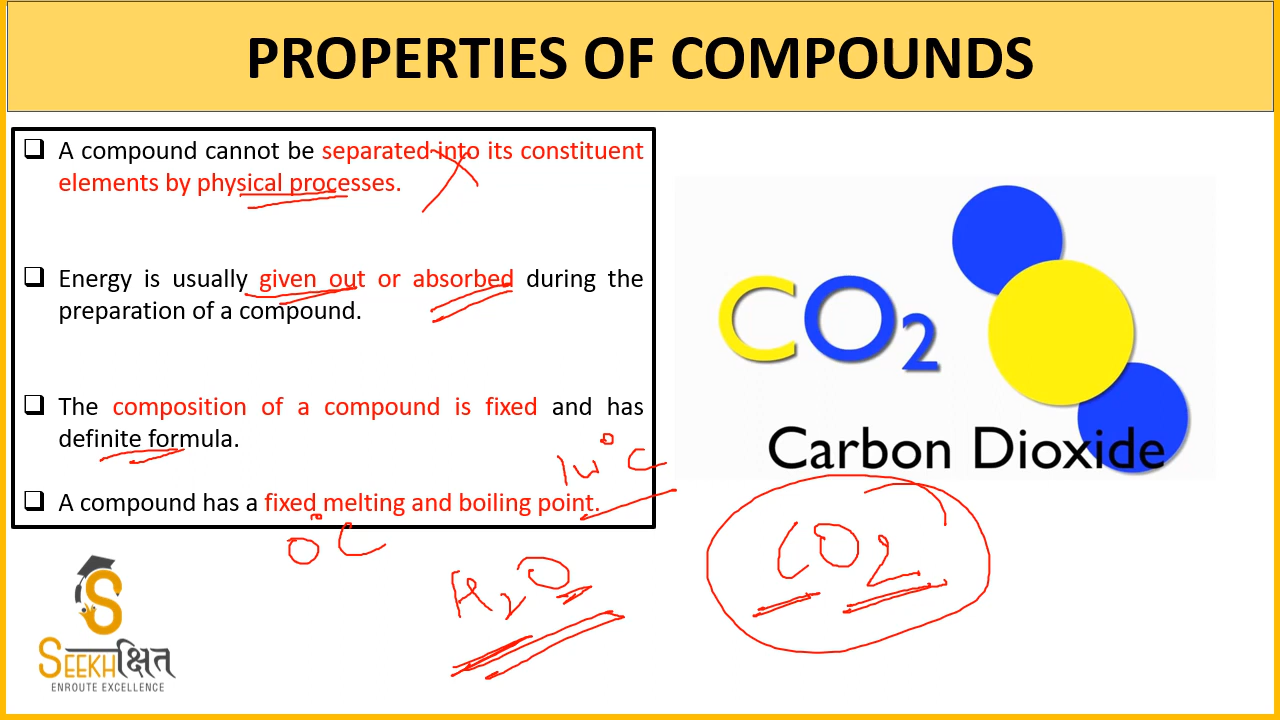 PROPERTIES OF COMPOUNDS
❑ A compound cannot be separated into its constituent
elements by physical processes.
❑ Energy is usually given out or absorbed during the
preparation of a compound.
❑ The composition of a compound is fixed and has
definite formula.
❑ A compound has a fixed melting and boiling point.
0°C
H2O
CO2
Carbon Dioxide
CO2
SEEKHक्षित
ENROUTE EXCELLENCE